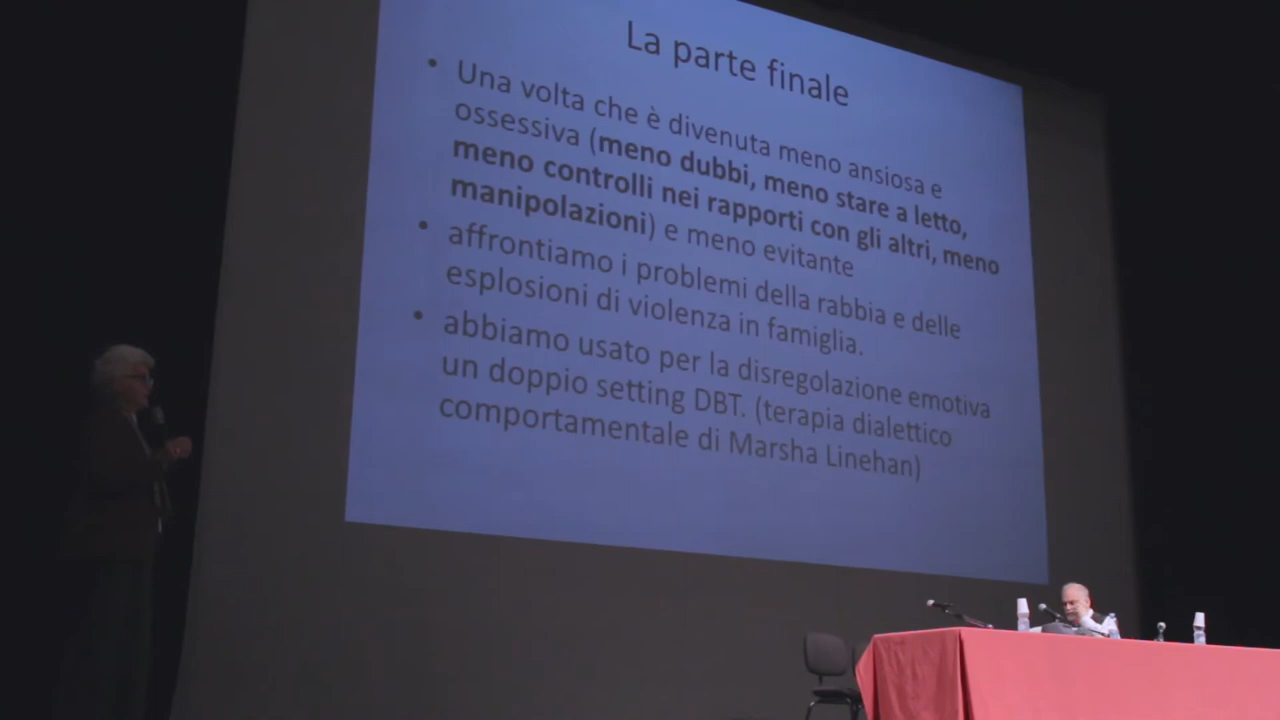 La parte finale
• Una volta che è divenuta meno ansiosa e
ossessiva (meno dubbi, meno stare a letto,
meno controlli nei rapporti con gli altri, meno
manipolazioni) e meno evitante
• affrontiamo i problemi della rabbia e delle
esplosioni di violenza in famiglia.
• abbiamo usato per la disregolazione emotiva
un doppio setting DBT. (terapia dialettico
comportamentale di Marsha Linehan)